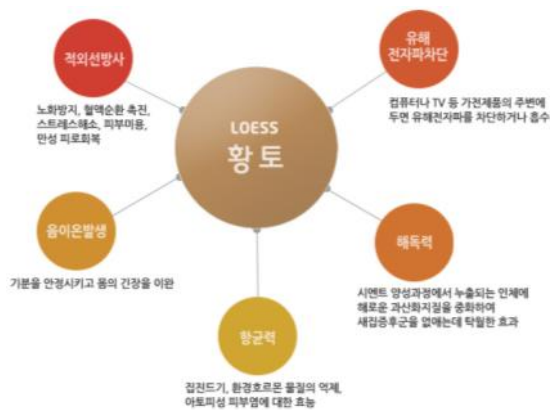 적외선방사
노화방지, 혈액순환 촉진,
스트레스해소, 피부미용,
만성 피로회복
유해
전자파차단
컴퓨터나 TV 등 가전제품의 주변에
두면 유해전자파를 차단하거나 흡수
LOESS
황토
음이온발생
기분을 안정시키고 몸의 긴장을 이완
해독력
시멘트 양성과정에서 누출되는 인체에
해로운 과산화지질을 중화하여
새집증후군을 없애는데 탁월한 효과
항균력
집진드기, 환경호르몬 물질의 억제,
아토피성 피부염에 대한 효능